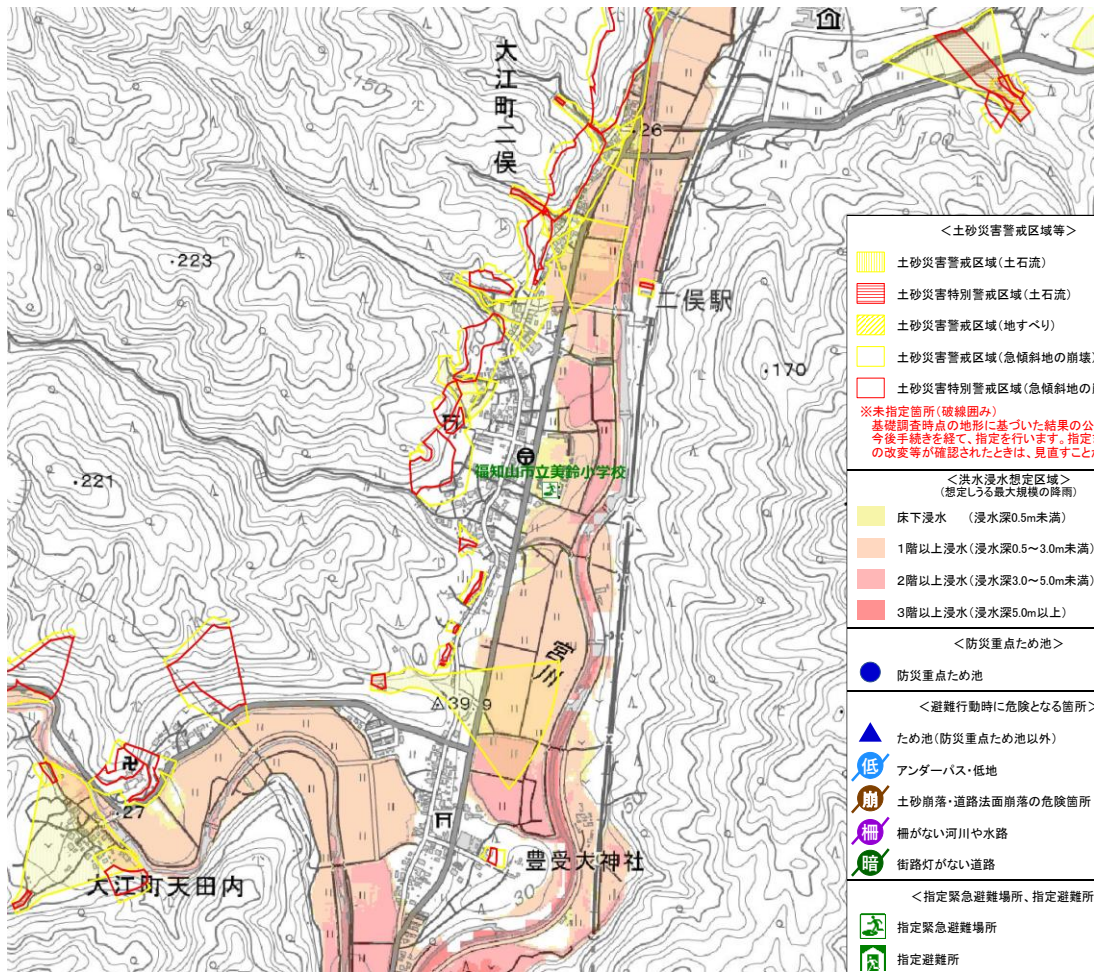 大江町二俣
150
26
100
223
二俣駅
170
福知山市立美鈴小学校
221
宮川
39.9
27
大江町天田内
豊受大神社
30
＜土砂災害警戒区域等＞
土砂災害警戒区域（土石流）
土砂災害特別警戒区域（土石流）
土砂災害警戒区域（地すべり）
土砂災害警戒区域（急傾斜地の崩壊）
土砂災害特別警戒区域（急傾斜地の
※未指定箇所（破線囲み）
基礎調査時点の地形に基づいた結果の公
今後手続きを経て、指定を行います。指定
の改変等が確認されたときは、見直すこと
＜洪水浸水想定区域＞
（想定しうる最大規模の降雨）
床下浸水　（浸水深0.5m未満）
1階以上浸水（浸水深0.5～3.0m未満）
2階以上浸水（浸水深3.0～5.0m未満）
3階以上浸水（浸水深5.0m以上）
＜防災重点ため池＞
防災重点ため池
＜避難行動時に危険となる箇所＞
ため池（防災重点ため池以外）
低 アンダーパス・低地
崩 土砂崩落・道路法面崩落の危険箇所
柵 柵がない河川や水路
暗 街路灯がない道路
＜指定緊急避難場所、指定避難所
指定緊急避難場所
指定避難所